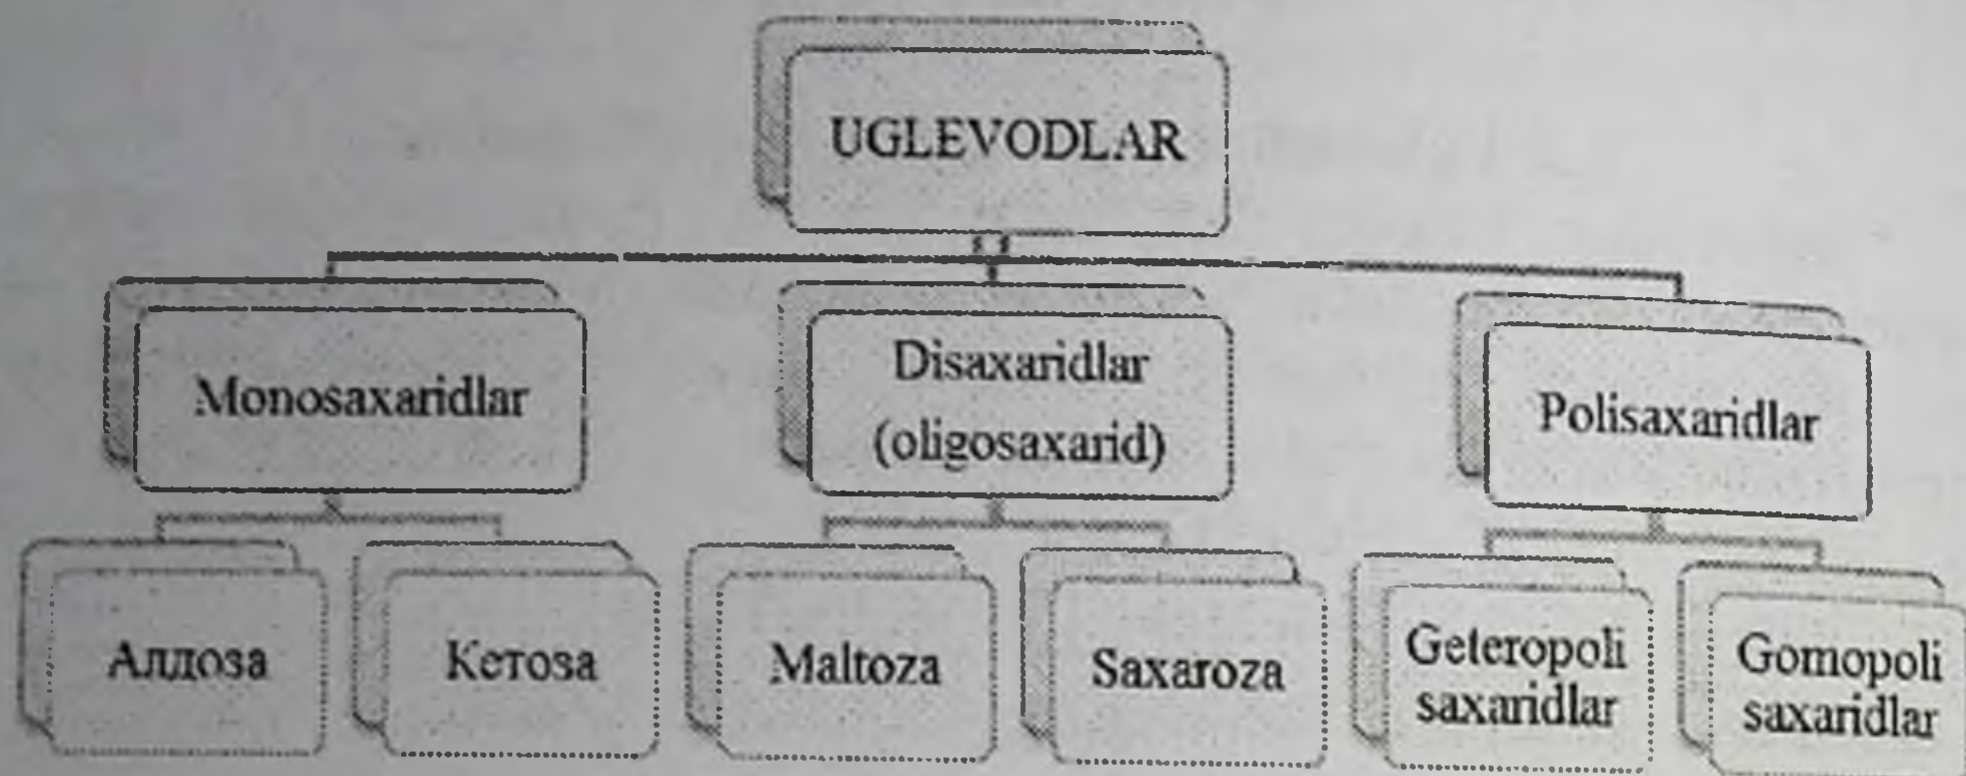 UGLEVODLAR
Monosaxaridlar
Disaxaridlar
(oligosaxarid)
Polisaxaridlar
Алдоза
Кетоза
Maltoza
Saxaroza
Geteropoli
saxaridlar
Gomopoli
saxaridlar